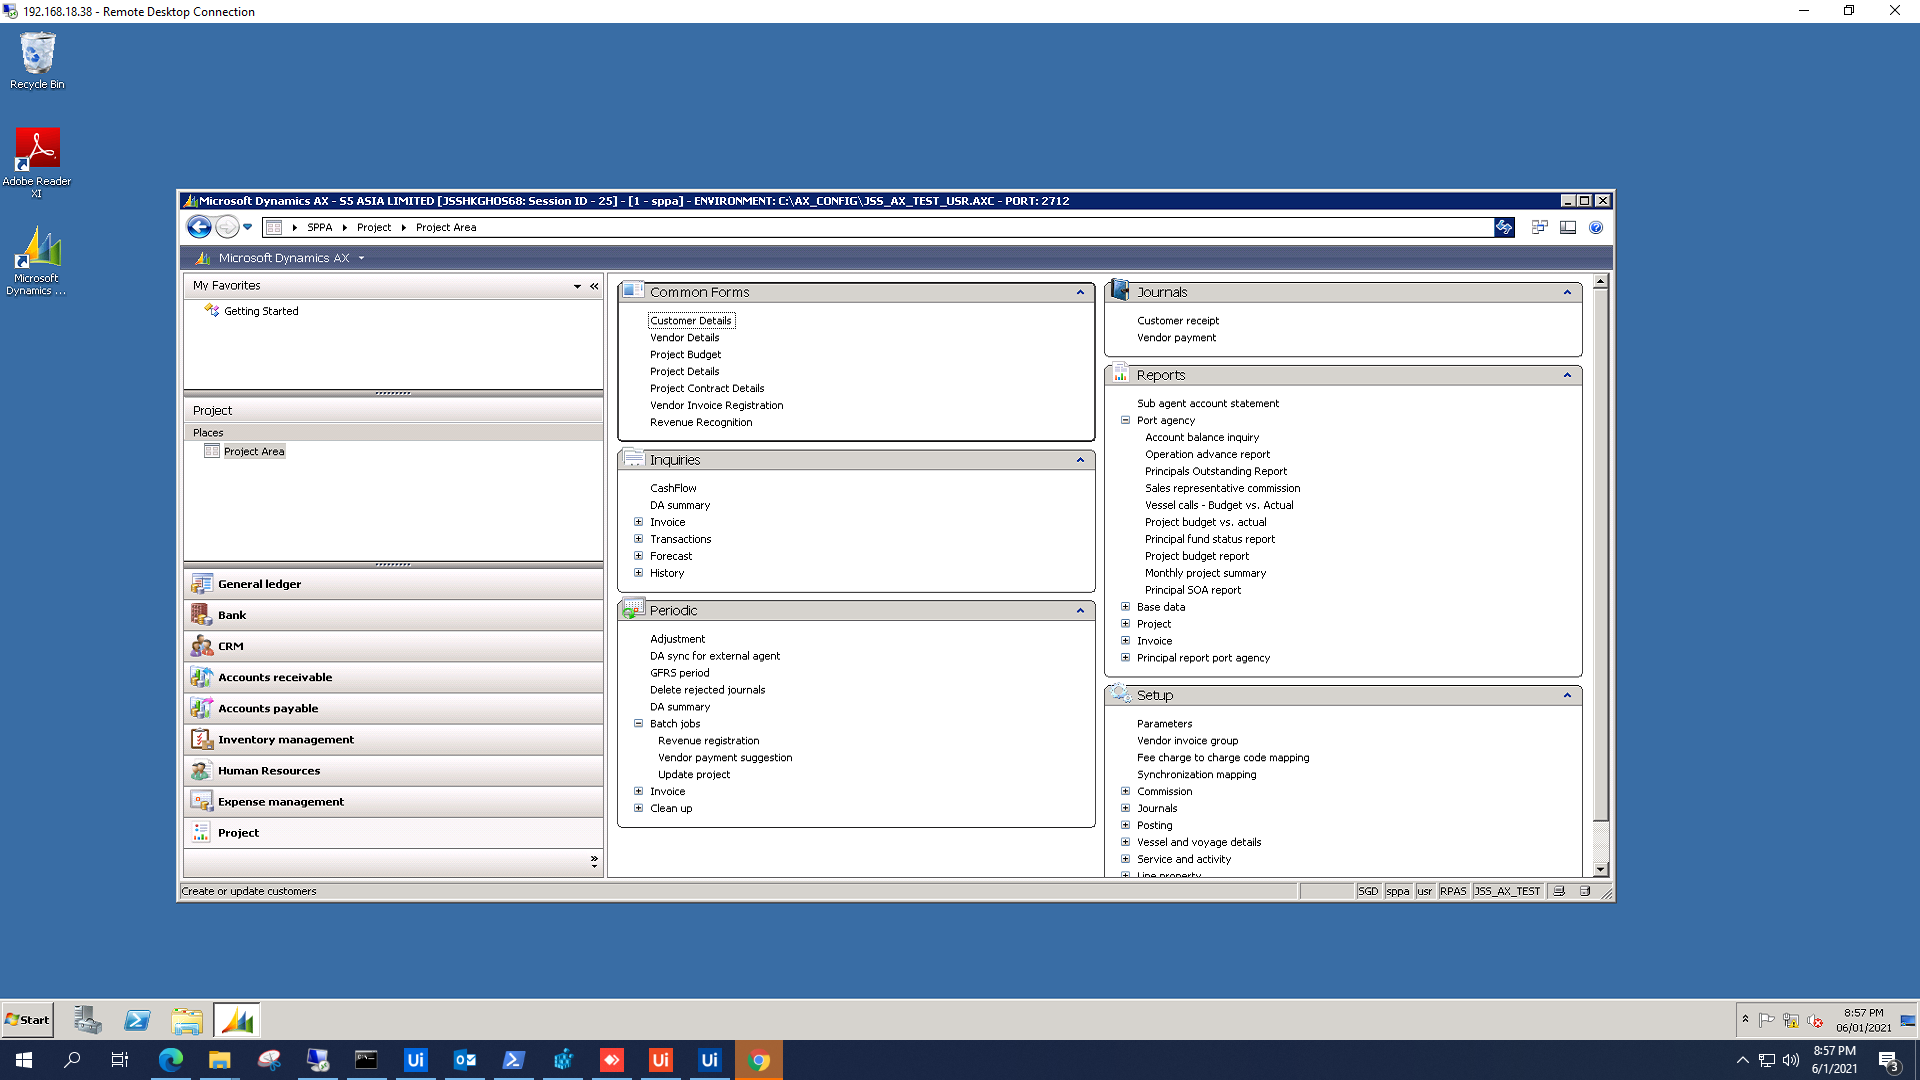 192.168.18.38 - Remote Desktop Connection
Recycle Bin
Adobe Reader
XI
Microsoft
Dynamics ...
Microsoft Dynamics AX - S5 ASIA LIMITED [JSSHKGHOS68: Session ID - 25] - [1 - sppa] - ENVIRONMENT: C:\AX_CONFIG\JSS_AX_TEST_USR.AXC - PORT: 2712
SPPA
Project
Project Area
Microsoft Dynamics AX
My Favorites
Getting Started
Project
Places
Project Area
General ledger
Bank
CRM
Accounts receivable
Accounts payable
Inventory management
Human Resources
Expense management
Project
Common Forms
Customer Details
Vendor Details
Project Budget
Project Details
Project Contract Details
Vendor Invoice Registration
Revenue Recognition
Inquiries
CashFlow
DA summary
Invoice
Transactions
Forecast
History
Periodic
Adjustment
DA sync for external agent
GFRS period
Delete rejected journals
DA summary
Batch jobs
Revenue registration
Vendor payment suggestion
Update project
Invoice
Clean up
Journals
Customer receipt
Vendor payment
Reports
Sub agent account statement
Port agency
Account balance inquiry
Operation advance report
Principals Outstanding Report
Sales representative commission
Vessel calls - Budget vs. Actual
Project budget vs. actual
Principal fund status report
Project budget report
Monthly project summary
Principal SOA report
Base data
Project
Invoice
Principal report port agency
Setup
Parameters
Vendor invoice group
Fee charge to charge code mapping
Synchronization mapping
Commission
Journals
Posting
Vessel and voyage details
Service and activity
Line property
Create or update customers
SGD
sppa
usr
RPAS
JSS_AX_TEST
Start
8:57 PM
06/01/2021
Ui
Ui
Ui
8:57 PM
6/1/2021
3